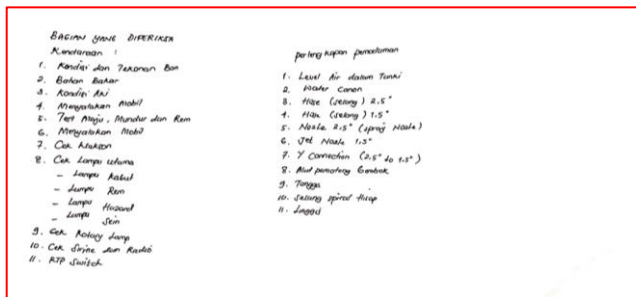 BAGIAN YANG DIPERIKSA
Kendaraan :
1. Kondisi dan Tekanan Ban
2. Bahan Bakar
3. Kondisi Aki
4. Menyalakan Mobil
5. Test Maju, Mundur dan Rem
6. Menyalakan Mobil
7. Cek Klakson
8. Cek Lampu utama
- Lampu Kabut
- Lampu Rem
- Lampu Hazard
- Lampu Sein
9. Cek Rotary Lamp
10. Cek Sirine dan Radio
11. PTP Switch
perlengkapan pemadaman
1. Level Air dalam Tanki
2. Water Canon
3. Hose (selang) 2.5"
4. Hose (selang) 1.5"
5. Nozle 2.5" (spray Nozle)
6. Jet Nozle 1.5"
7. Y Connection (2.5" to 1.5")
8. Alat pemotong Gembok
9. Tangga
10. Selang spiral Hisap
11. Linggis